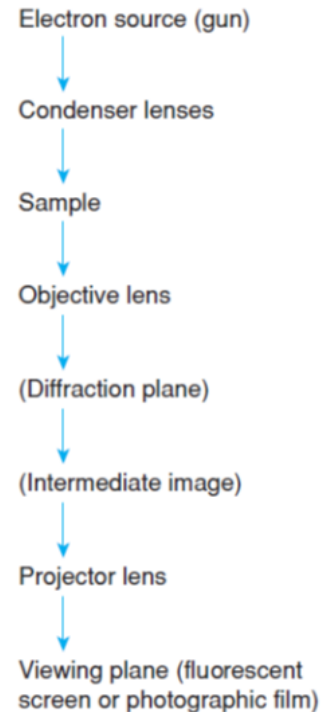 Electron source (gun)
Condenser lenses
Sample
Objective lens
(Diffraction plane)
(Intermediate image)
Projector lens
Viewing plane (fluorescent
screen or photographic film)